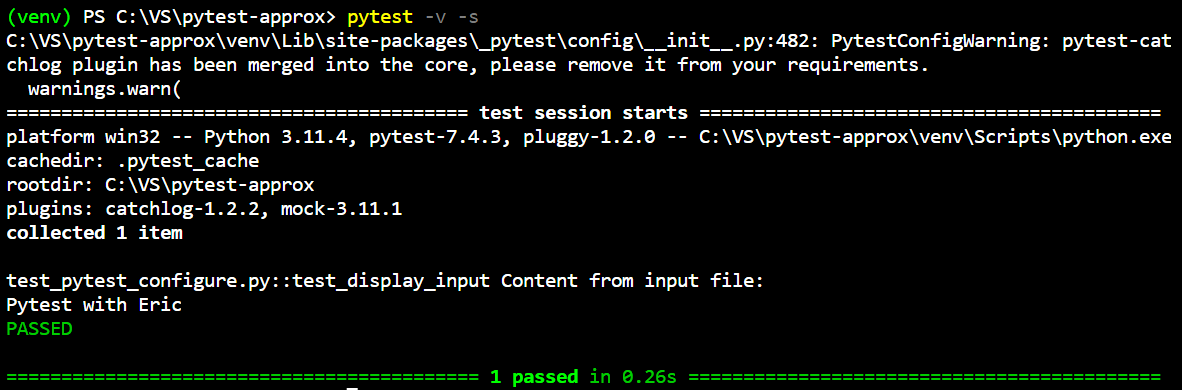 (venv) PS C:\VS\pytest-approx> pytest -v -s
C:\VS\pytest-approx\venv\Lib\site-packages\_pytest\config\__init__.py:482: PytestConfigWarning: pytest-cat
chlog plugin has been merged into the core, please remove it from your requirements.
  warnings.warn(
========================================== test session starts ==========================================
platform win32 -- Python 3.11.4, pytest-7.4.3, pluggy-1.2.0 -- C:\VS\pytest-approx\venv\Scripts\python.exe
cachedir: .pytest_cache
rootdir: C:\VS\pytest-approx
plugins: catchlog-1.2.2, mock-3.11.1
collected 1 item

test_pytest_configure.py::test_display_input Content from input file:
Pytest with Eric
PASSED

=========================================== 1 passed in 0.26s ===========================================